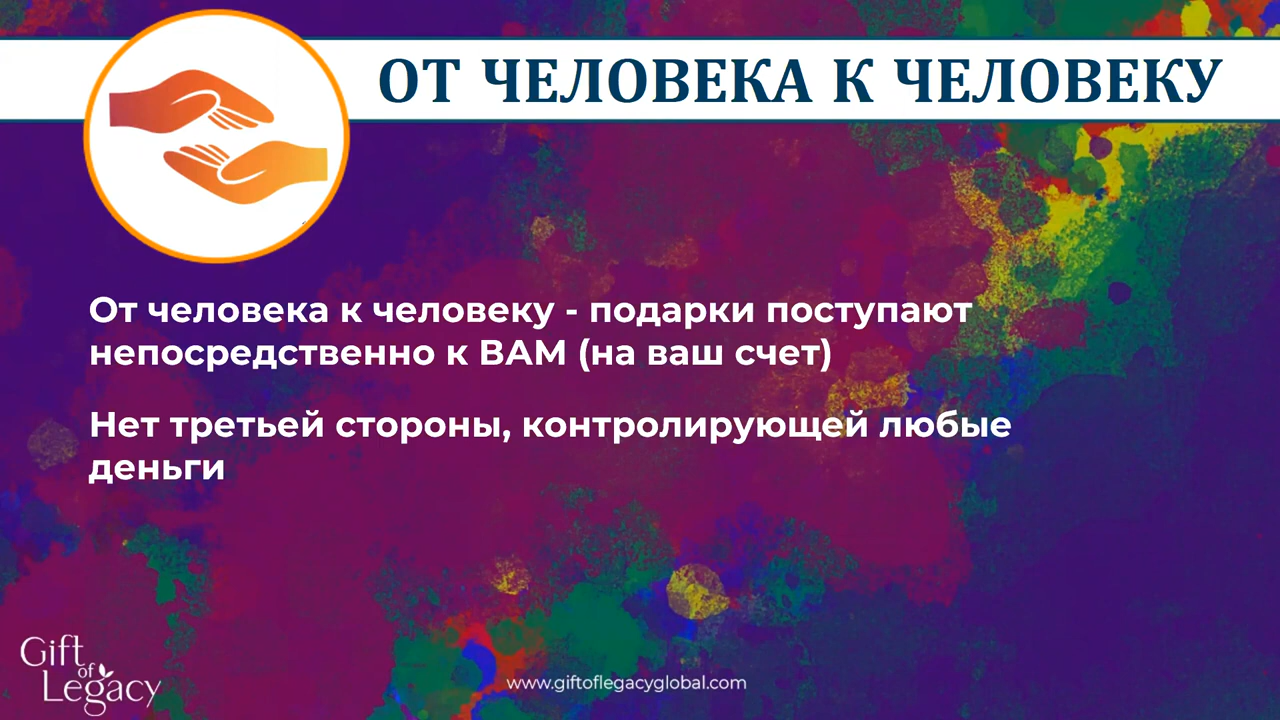 ОТ ЧЕЛОВЕКА К ЧЕЛОВЕКУ
От человека к человеку - подарки поступают
непосредственно к ВАМ (на ваш счет)
Нет третьей стороны, контролирующей любые
деньги
Gift
of
Legacy
www.giftoflegacyglobal.com